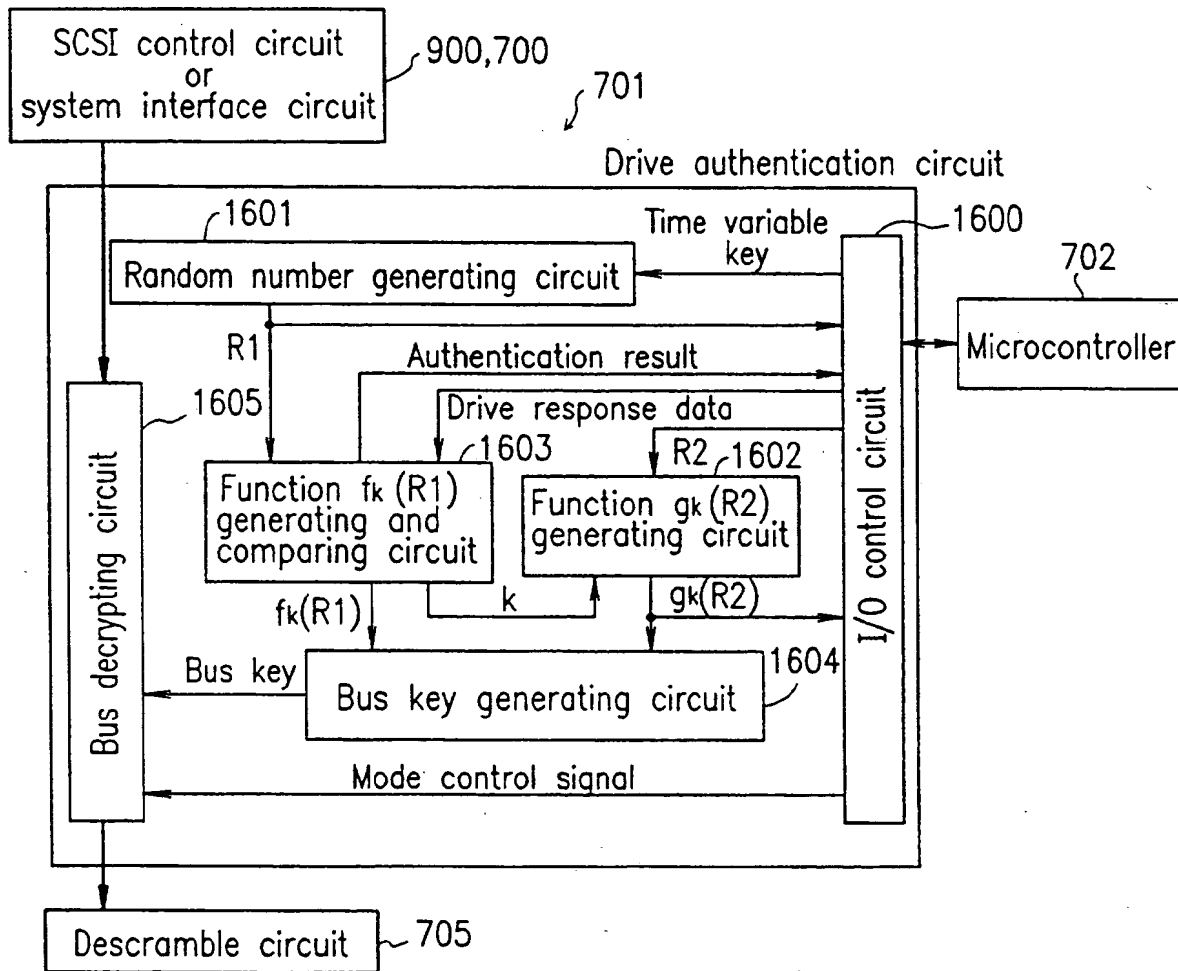 SCSI control circuit
or
system interface circuit
900,700
701
Drive authentication circuit
1601
Time variable
key
1600
Random number generating circuit
702
R1
Authentication result
Microcontroller
1605
Drive response data
1603
R2
1602
Function fk (R1)
generating and
comparing circuit
Function gk(R2)
generating circuit
I/O control circuit
Bus decrypting circuit
fk(R1)
k
gk(R2)
Bus key
1604
Bus key generating circuit
Mode control signal
Descramble circuit
705